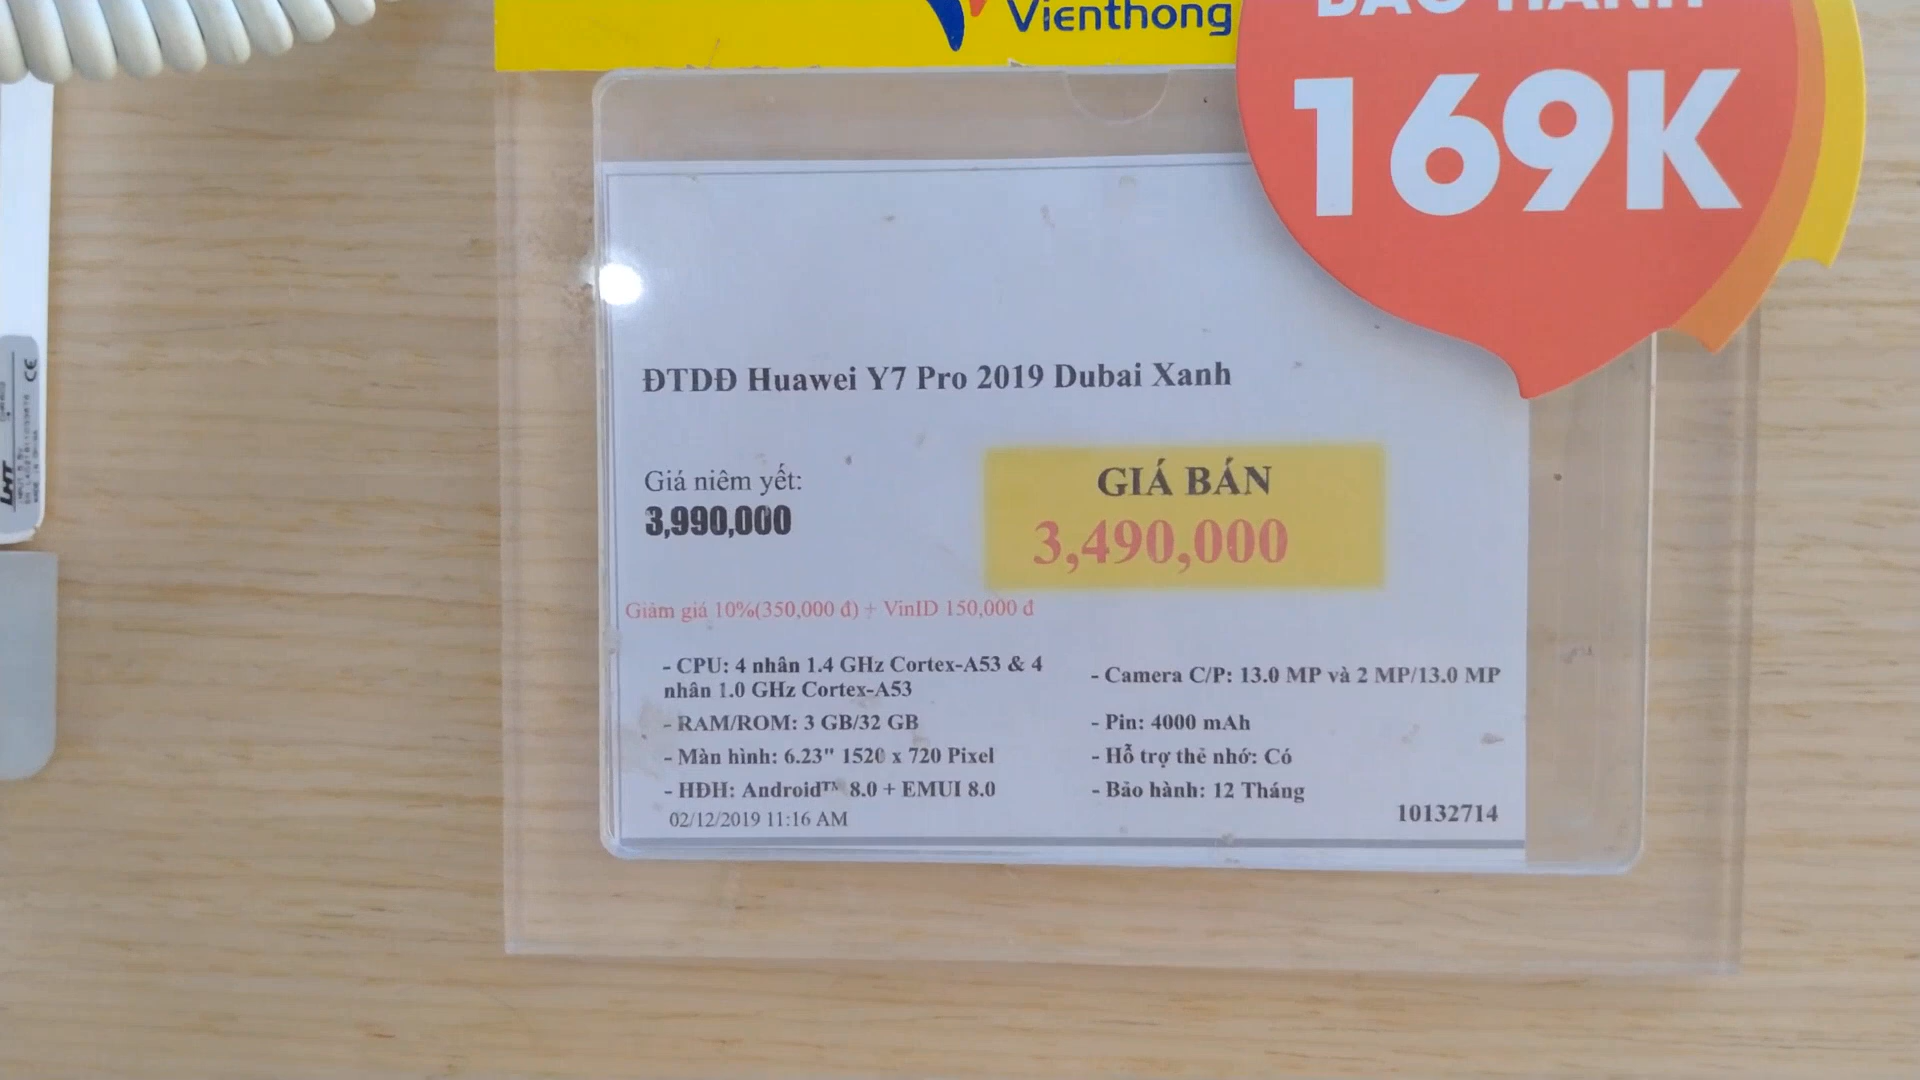 Vienthong
BẢO HÀNH
169K
ĐTDĐ Huawei Y7 Pro 2019 Dubai Xanh
Giá niêm yết:
3,990,000
GIÁ BÁN
3,490,000
Giảm giá 10%(350,000 đ) + VinID 150,000 đ
- CPU: 4 nhân 1.4 GHz Cortex-A53 & 4
nhân 1.0 GHz Cortex-A53
- RAM/ROM: 3 GB/32 GB
- Màn hình: 6.23" 1520 x 720 Pixel
- HĐH: Android™ 8.0 + EMUI 8.0
02/12/2019 11:16 AM
- Camera C/P: 13.0 MP và 2 MP/13.0 MP
- Pin: 4000 mAh
- Hỗ trợ thẻ nhớ: Có
- Bảo hành: 12 Tháng
10132714
LHT
CE